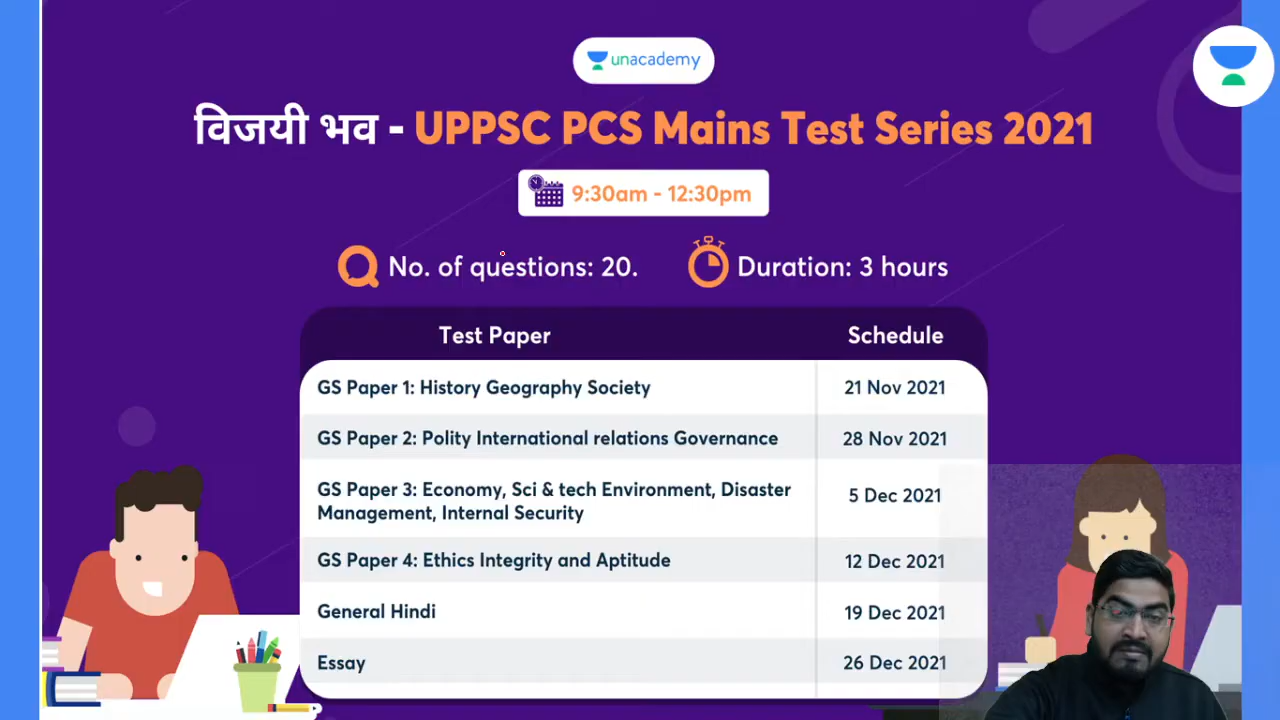 unacademy
विजयी भव - UPPSC PCS Mains Test Series 2021
9:30am - 12:30pm
No. of questions: 20.
Duration: 3 hours
Test Paper Schedule
GS Paper 1: History Geography Society 21 Nov 2021
GS Paper 2: Polity International relations Governance 28 Nov 2021
GS Paper 3: Economy, Sci & tech Environment, Disaster
Management, Internal Security 5 Dec 2021
GS Paper 4: Ethics Integrity and Aptitude 12 Dec 2021
General Hindi 19 Dec 2021
Essay 26 Dec 2021